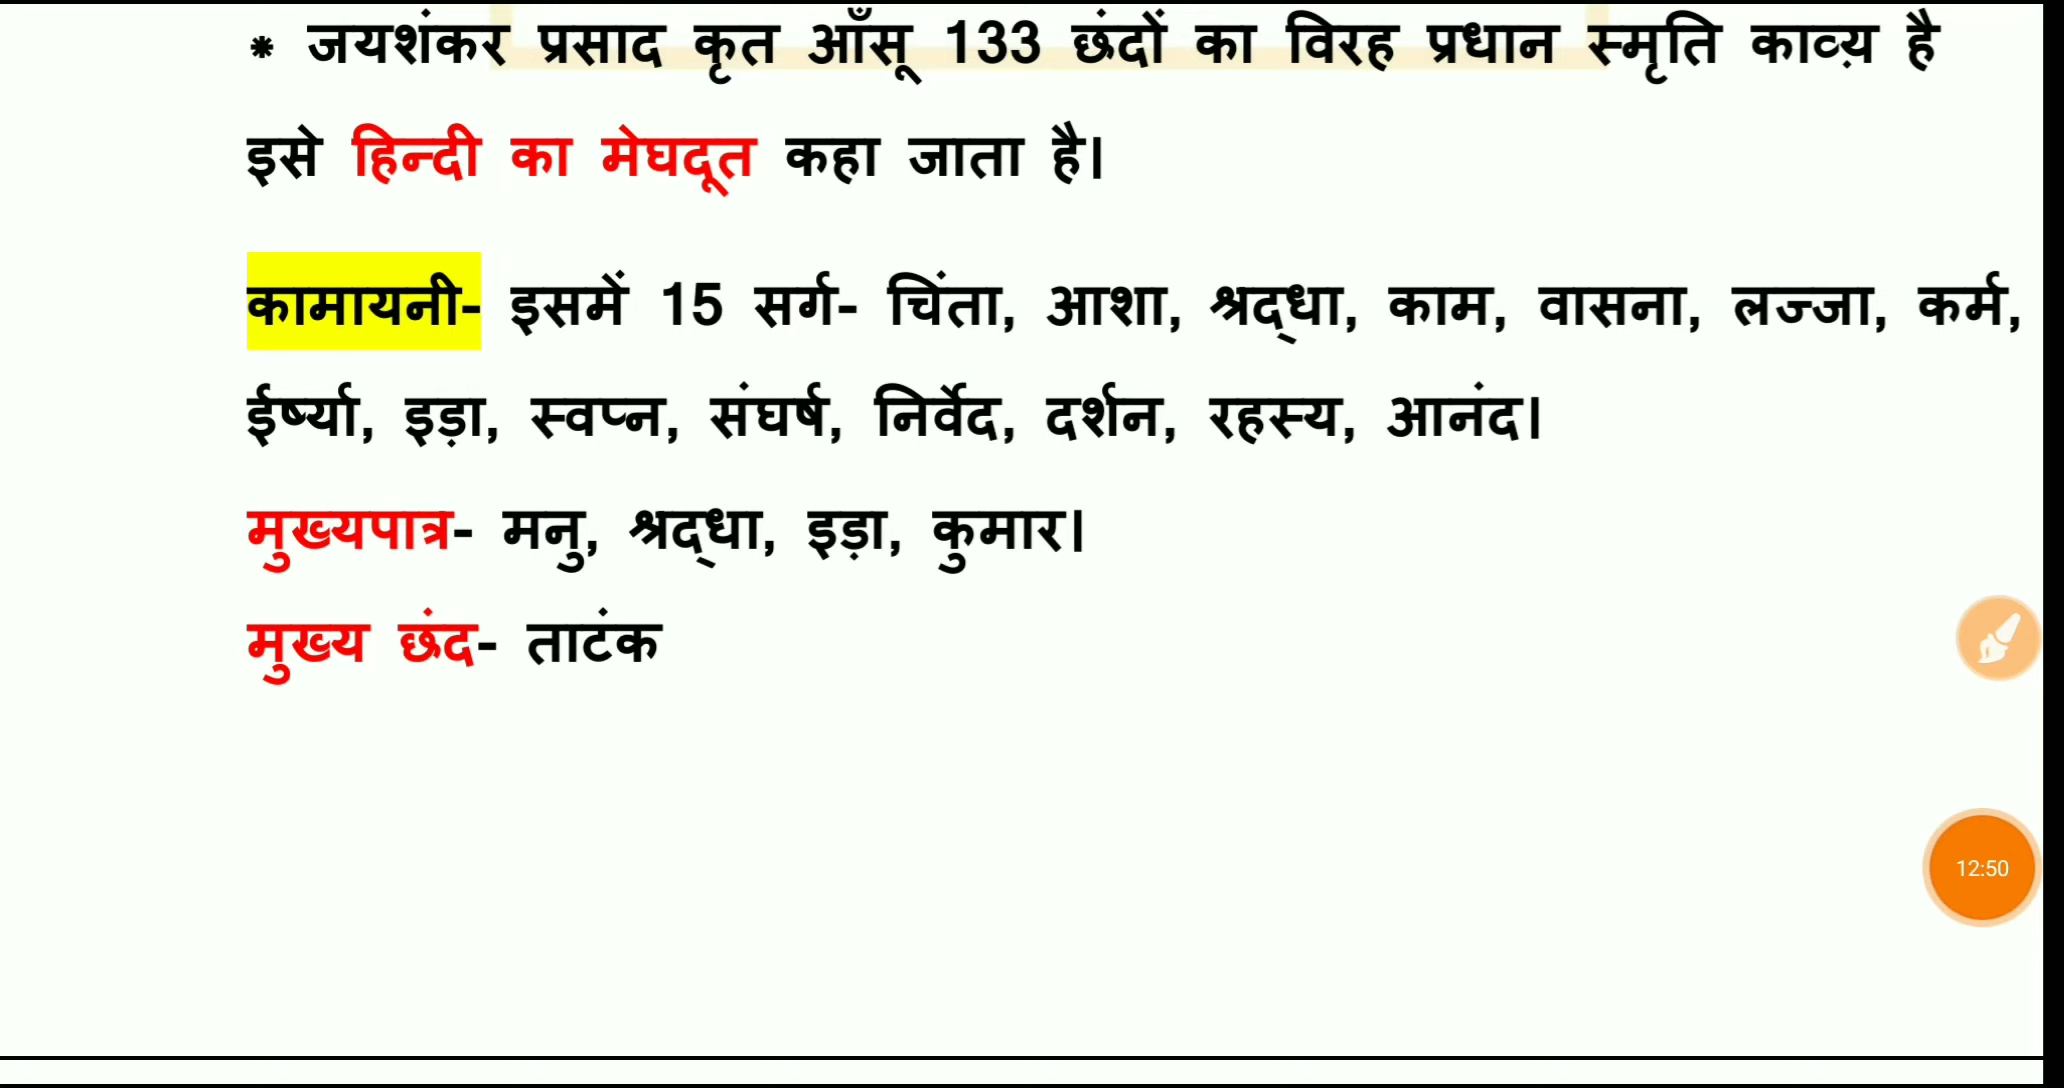 * जयशंकर प्रसाद कृत आँसू 133 छंदों का विरह प्रधान स्मृति काव्य़ है
इसे हिन्दी का मेघदूत कहा जाता है।
कामायनी- इसमें 15 सर्ग- चिंता, आशा, श्रद्धा, काम, वासना, लज्जा, कर्म,
ईर्ष्या, इड़ा, स्वप्न, संघर्ष, निर्वेद, दर्शन, रहस्य, आनंद।
मुख्यपात्र- मनु, श्रद्धा, इड़ा, कुमार।
मुख्य छंद- ताटंक
12:50